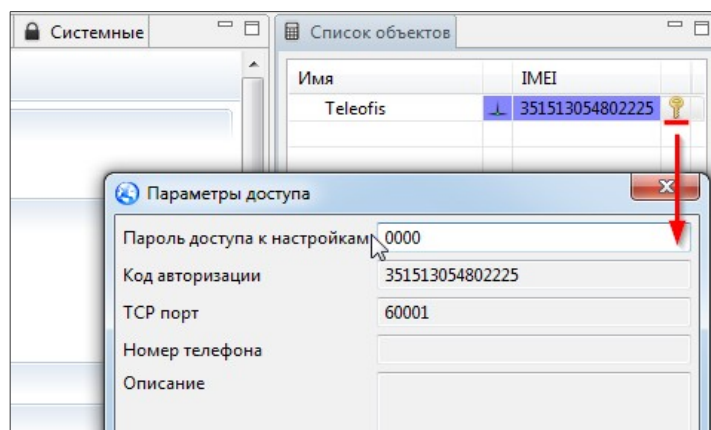 Системные
Список объектов
Имя IMEI
Teleofis 351513054802225
Параметры доступа
Пароль доступа к настройкам 0000
Код авторизации 351513054802225
TCP порт 60001
Номер телефона
Описание